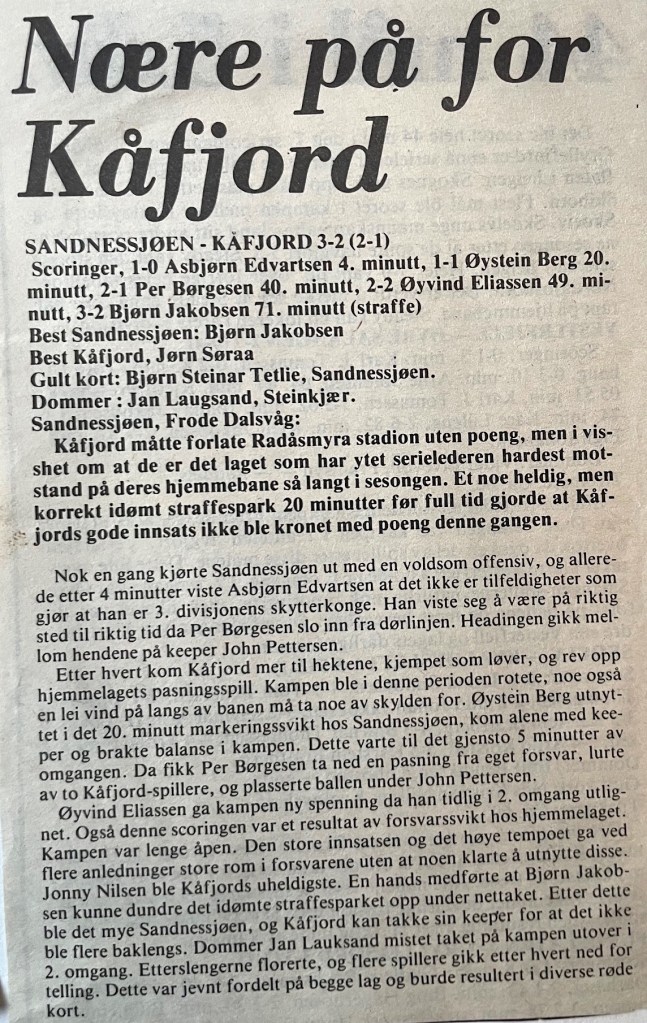 Nære på for
Kåfjord
SANDNESSJØEN - KÅFJORD 3-2 (2-1)
Scoringer, 1-0 Asbjørn Edvartsen 4. minutt, 1-1 Øystein Berg 20.
minutt, 2-1 Per Børgesen 40. minutt, 2-2 Øyvind Eliassen 49. mi-
nutt, 3-2 Bjørn Jakobsen 71. minutt (straffe)
Best Sandnessjøen: Bjørn Jakobsen
Best Kåfjord, Jørn Søraa
Gult kort: Bjørn Steinar Tetlie, Sandnessjøen.
Dommer : Jan Laugsand, Steinkjær.
Sandnessjøen, Frode Dalsvåg:
Kåfjord måtte forlate Radåsmyra stadion uten poeng, men i vis-
shet om at de er det laget som har ytet serielederen hardest mot-
stand på deres hjemmebane så langt i sesongen. Et noe heldig, men
korrekt idømt straffespark 20 minutter før full tid gjorde at Kåf-
jords gode innsats ikke ble kronet med poeng denne gangen.
Nok en gang kjørte Sandnessjøen ut med en voldsom offensiv, og allere-
de etter 4 minutter viste Asbjørn Edvartsen at det ikke er tilfeldigheter som
gjør at han er 3. divisjonens skytterkonge. Han viste seg å være på riktig
sted til riktig tid da Per Børgesen slo inn fra dørlinjen. Headingen gikk mel-
lom hendene på keeper John Pettersen.
Etter hvert kom Kåfjord mer til hektene, kjempet som løver, og rev opp
hjemmelagets pasningsspill. Kampen ble i denne perioden rotete, noe også
en lei vind på langs av banen må ta noe av skylden for. Øystein Berg utnyt-
tet i det 20. minutt markeringssvikt hos Sandnessjøen, kom alene med kee-
per og brakte balanse i kampen. Dette varte til det gjensto 5 minutter av
omgangen. Da fikk Per Børgesen ta ned en pasning fra eget forsvar, lurte
av to Kåfjord-spillere, og plasserte ballen under John Pettersen.
Øyvind Eliassen ga kampen ny spenning da han tidlig i 2. omgang utlig-
net. Også denne scoringen var et resultat av forsvarssvikt hos hjemmelaget.
Kampen var lenge åpen. Den store innsatsen og det høye tempoet ga ved
flere anledninger store rom i forsvarene uten at noen klarte å utnytte disse.
Jonny Nilsen ble Kåfjords uheldigste. En hands medførte at Bjørn Jakob-
sen kunne dundre det idømte straffesparket opp under nettaket. Etter dette
ble det mye Sandnessjøen, og Kåfjord kan takke sin keeper for at det ikke
ble flere baklengs. Dommer Jan Lauksand mistet taket på kampen utover i
2. omgang. Etterslengerne florerte, og flere spillere gikk etter hvert ned for
telling. Dette var jevnt fordelt på begge lag og burde resultert i diverse røde
kort.